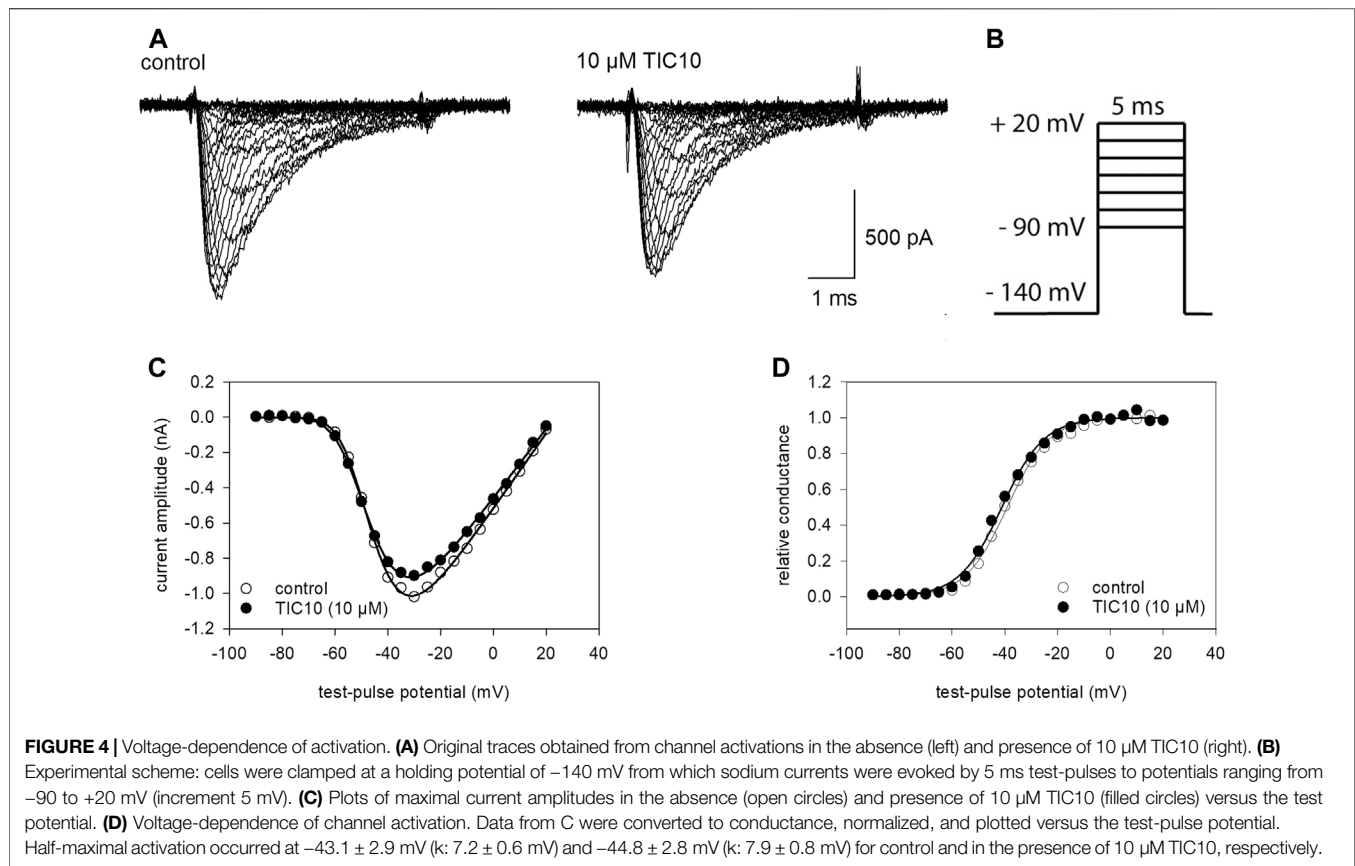 A
control
10 µM TIC10
500 pA
1 ms
B
5 ms
+ 20 mV
- 90 mV
- 140 mV
C
0.2
0.0
-0.2
-0.4
-0.6
-0.8
-1.0
-1.2
current amplitude (nA)
control
TIC10 (10 µM)
-100 -80 -60 -40 -20 0 20 40
test-pulse potential (mV)
D
1.2
1.0
0.8
0.6
0.4
0.2
0.0
relative conductance
control
TIC10 (10 µM)
-100 -80 -60 -40 -20 0 20 40
test-pulse potential (mV)
FIGURE 4 | Voltage-dependence of activation. (A) Original traces obtained from channel activations in the absence (left) and presence of 10 µM TIC10 (right). (B)
Experimental scheme: cells were clamped at a holding potential of −140 mV from which sodium currents were evoked by 5 ms test-pulses to potentials ranging from
−90 to +20 mV (increment 5 mV). (C) Plots of maximal current amplitudes in the absence (open circles) and presence of 10 µM TIC10 (filled circles) versus the test
potential. (D) Voltage-dependence of channel activation. Data from C were converted to conductance, normalized, and plotted versus the test-pulse potential.
Half-maximal activation occurred at −43.1 ± 2.9 mV (k: 7.2 ± 0.6 mV) and −44.8 ± 2.8 mV (k: 7.9 ± 0.8 mV) for control and in the presence of 10 µM TIC10, respectively.